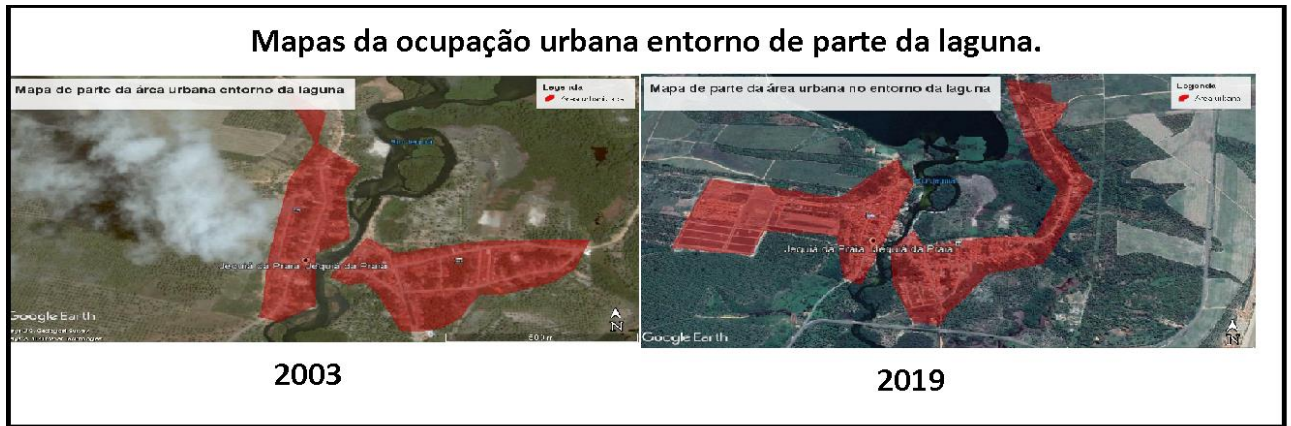 Mapas da ocupação urbana entorno de parte da laguna.
Mapa de parte da área urbana entorno da laguna
Legenda
Jequiá da Praia Jequiá da Praia
Google Earth
N
2003
Mapa de parte da área urbana no entorno da laguna
Legenda
Área urbana
Jequiá da Praia Jequiá da Praia
Google Earth
N
2019